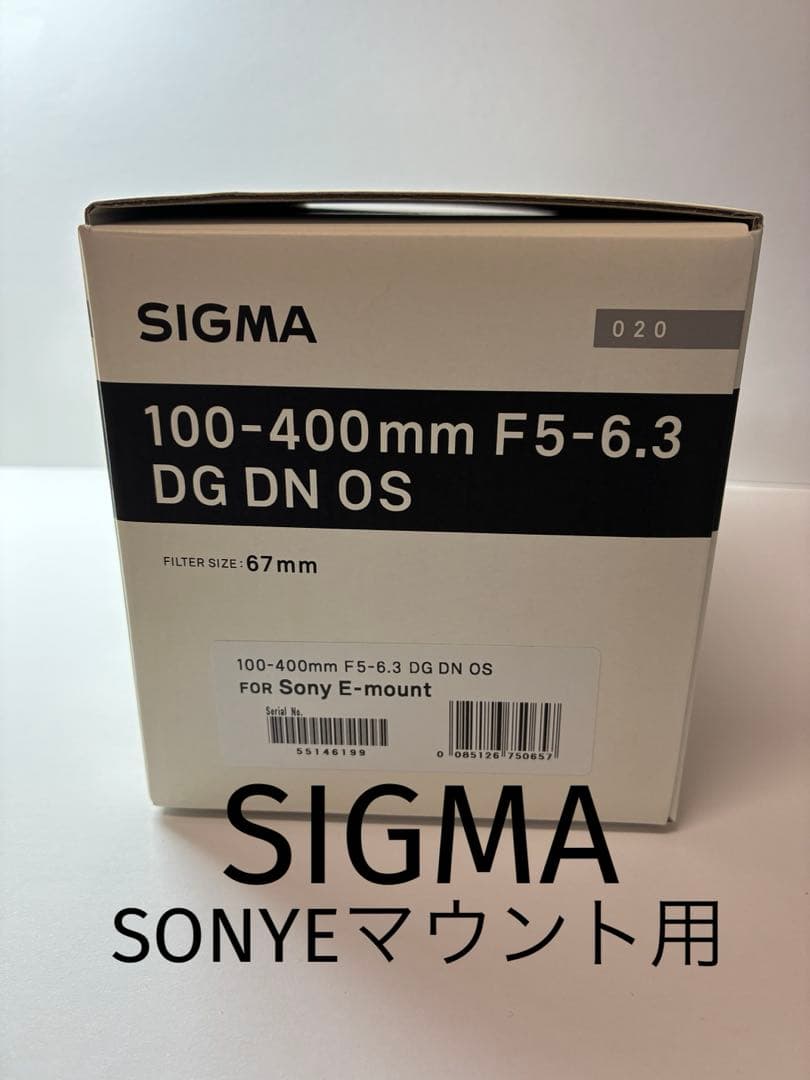 SIGMA
020
100-400mm F5-6.3
DG DN OS
FILTER SIZE: 67mm
100-400mm F5-6.3 DG DN OS
FOR Sony E-mount
Serial No.
55146199
0 085126 750657
SIGMA
SONYEマウント用